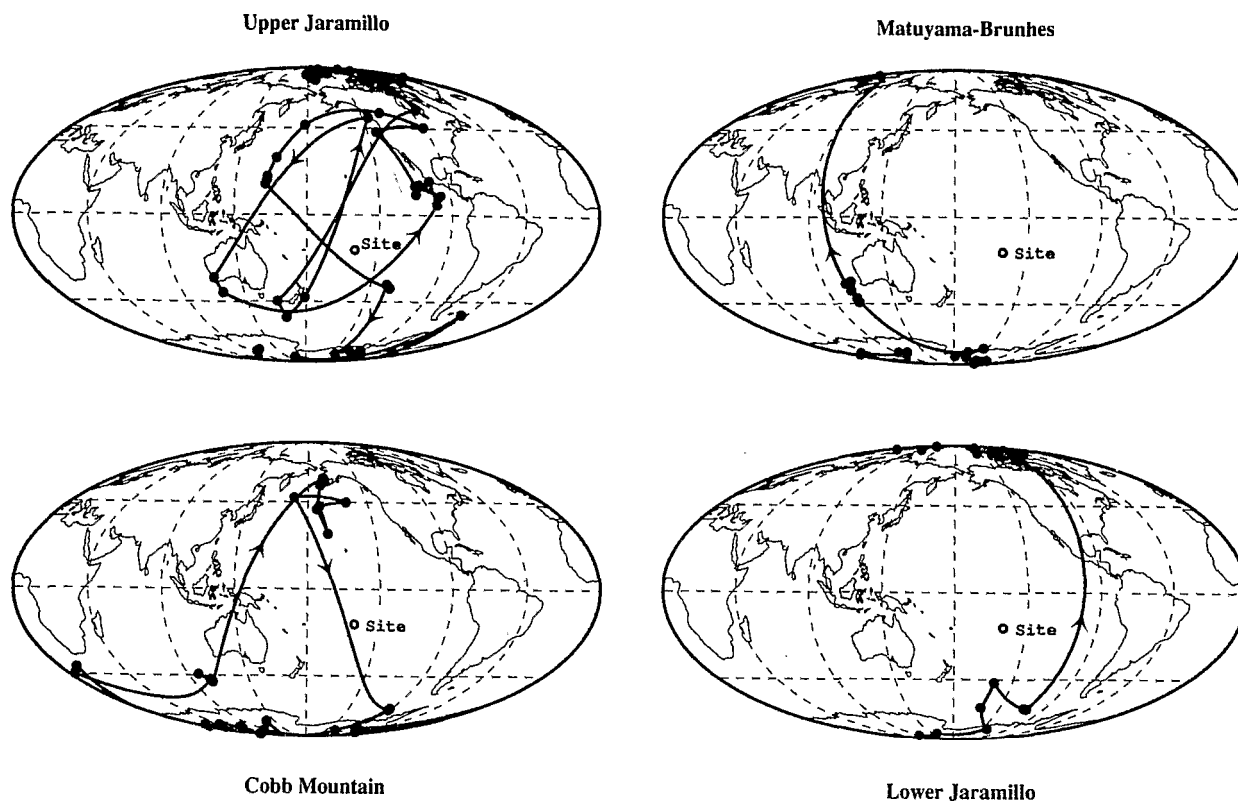 Upper Jaramillo
Matuyama-Brunhes
Site
Site
Site
Site
Cobb Mountain
Lower Jaramillo